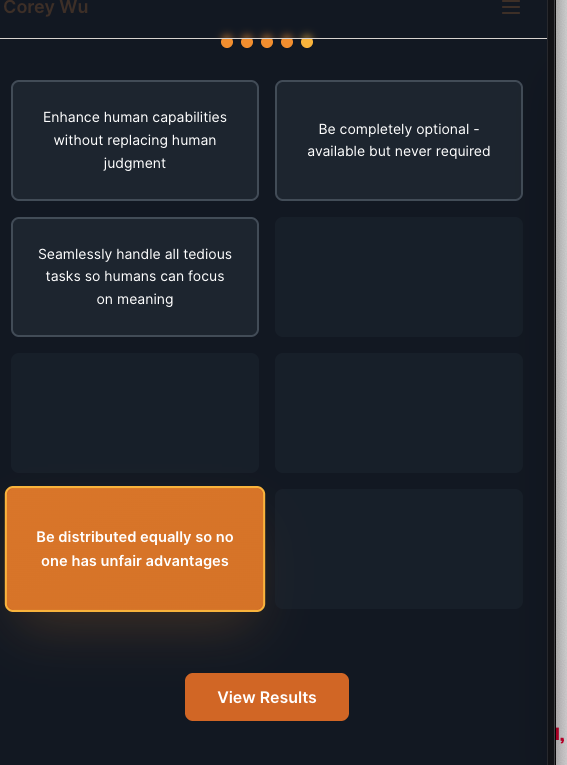 Corey Wu
Enhance human capabilities
without replacing human
judgment
Be completely optional -
available but never required
Seamlessly handle all tedious
tasks so humans can focus
on meaning
Be distributed equally so no
one has unfair advantages
View Results